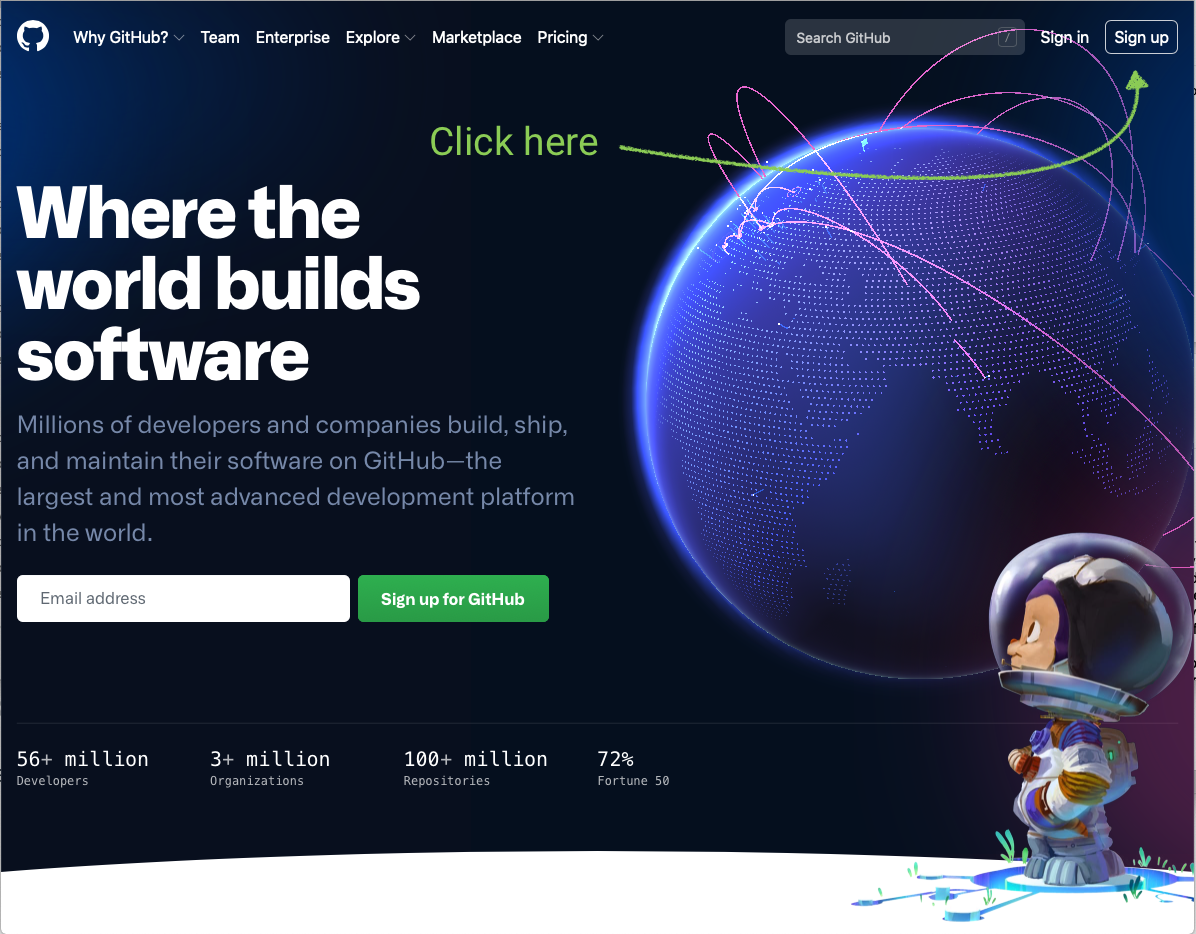 Why GitHub? Team Enterprise Explore Marketplace Pricing Search GitHub / Sign in Sign up
Click here
Where the
world builds
software
Millions of developers and companies build, ship,
and maintain their software on GitHub—the
largest and most advanced development platform
in the world.
Email address Sign up for GitHub
56+ million 3+ million 100+ million 72%
Developers Organizations Repositories Fortune 50